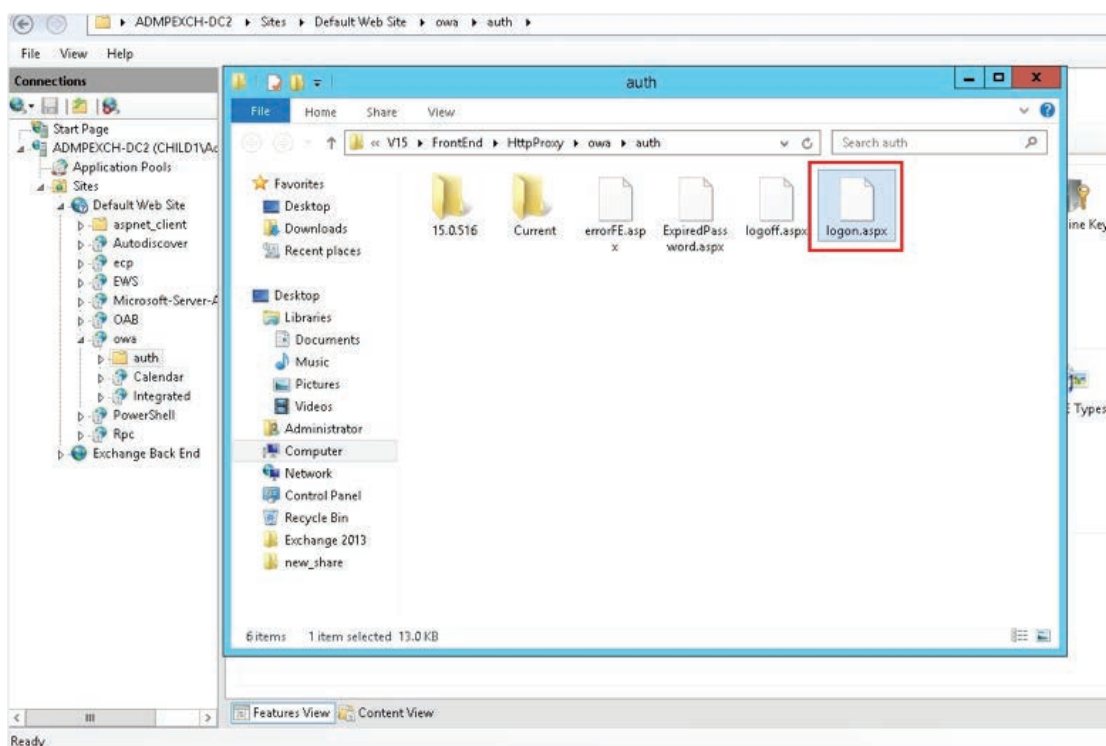 ADMPEXCH-DC2 ▸ Sites ▸ Default Web Site ▸ owa ▸ auth ▸
File View Help
Connections
Start Page
ADMPEXCH-DC2 (CHILD1\Ac
Application Pools
Sites
Default Web Site
aspnet_client
Autodiscover
ecp
EWS
Microsoft-Server-A
OAB
owa
auth
Calendar
Integrated
PowerShell
Rpc
Exchange Back End
auth
File Home Share View
« V15 ▸ FrontEnd ▸ HttpProxy ▸ owa ▸ auth
Search auth
Favorites
Desktop
Downloads
Recent places
Desktop
Libraries
Documents
Music
Pictures
Videos
Administrator
Computer
Network
Control Panel
Recycle Bin
Exchange 2013
new_share
15.0.516 Current errorFE.asp ExpiredPass logoff.aspx logon.aspx
x word.aspx
6 items 1 item selected 13.0 KB
ine Key
E Types
Features View Content View
Ready